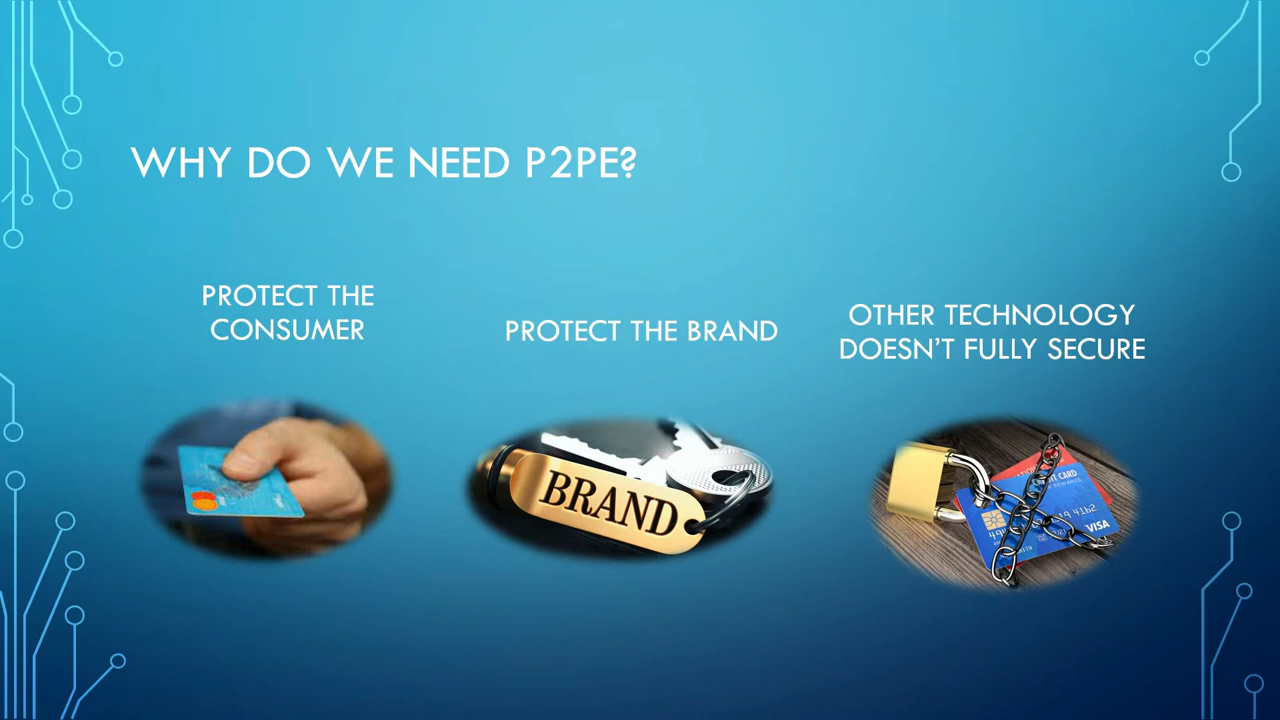 WHY DO WE NEED P2PE?
PROTECT THE
CONSUMER
PROTECT THE BRAND
OTHER TECHNOLOGY
DOESN'T FULLY SECURE
BRAND
VISA